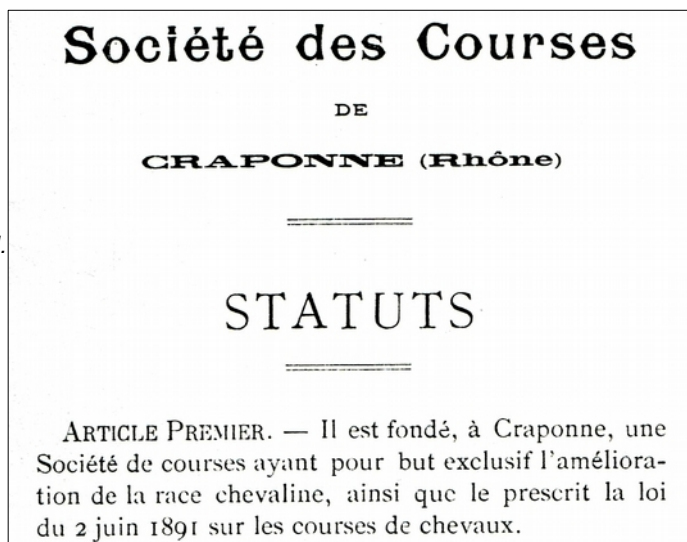 Société des Courses
DE
CRAPONNE (Rhône)
STATUTS
ARTICLE PREMIER. — Il est fondé, à Craponne, une
Société de courses ayant pour but exclusif l'améliora-
tion de la race chevaline, ainsi que le prescrit la loi
du 2 juin 1891 sur les courses de chevaux.